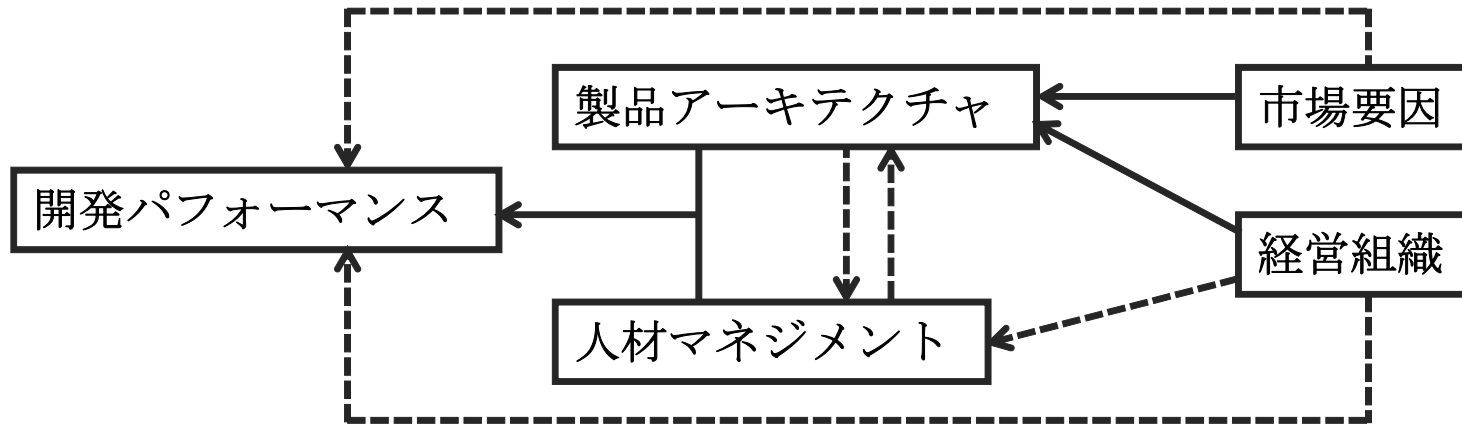 製品アーキテクチャ
市場要因
開発パフォーマンス
経営組織
人材マネジメント